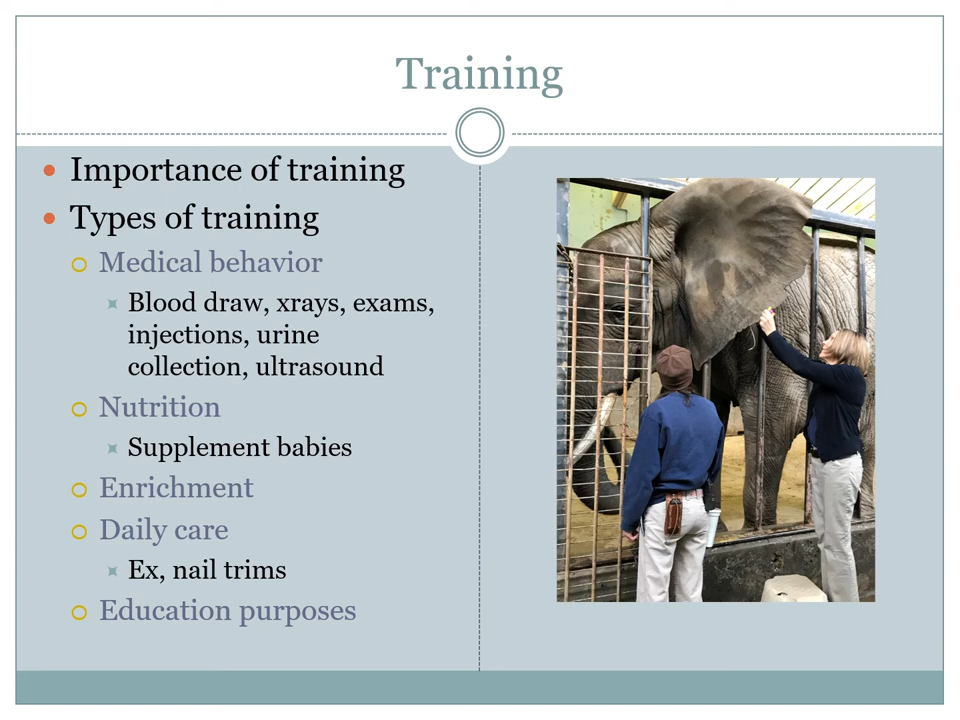 Training
Importance of training
Types of training
Medical behavior
Blood draw, xrays, exams,
injections, urine
collection, ultrasound
Nutrition
Supplement babies
Enrichment
Daily care
Ex, nail trims
Education purposes